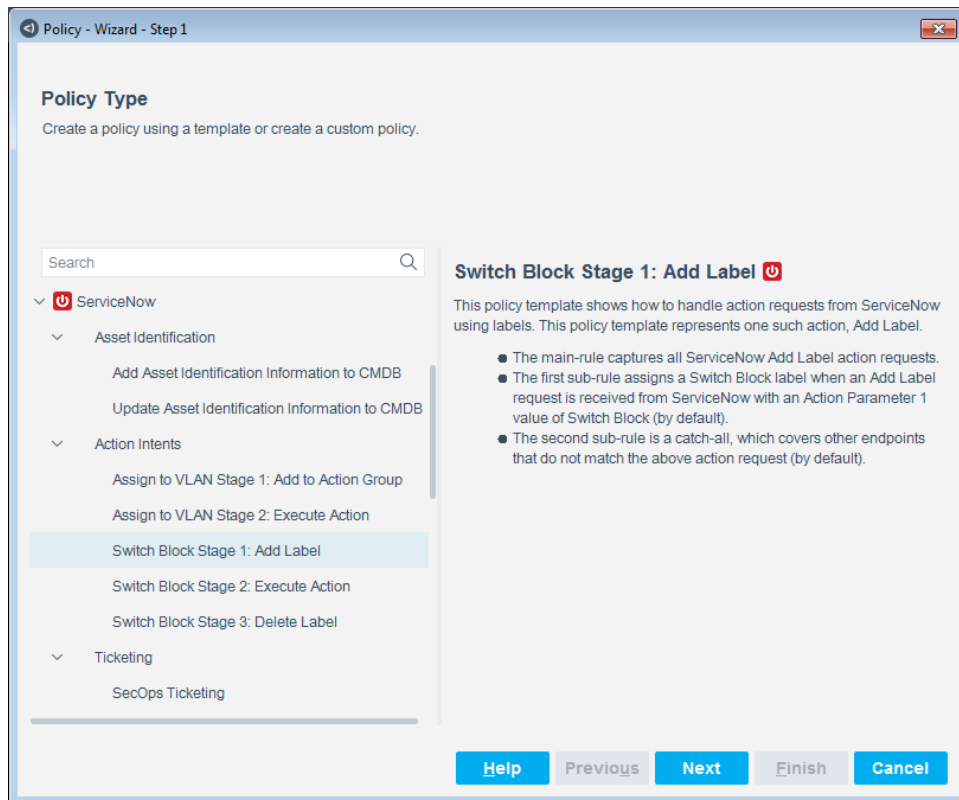 Policy - Wizard - Step 1
Policy Type
Create a policy using a template or create a custom policy.
Search
ServiceNow
Asset Identification
Add Asset Identification Information to CMDB
Update Asset Identification Information to CMDB
Action Intents
Assign to VLAN Stage 1: Add to Action Group
Assign to VLAN Stage 2: Execute Action
Switch Block Stage 1: Add Label
Switch Block Stage 2: Execute Action
Switch Block Stage 3: Delete Label
Ticketing
SecOps Ticketing
Switch Block Stage 1: Add Label
This policy template shows how to handle action requests from ServiceNow
using labels. This policy template represents one such action, Add Label.
● The main-rule captures all ServiceNow Add Label action requests.
● The first sub-rule assigns a Switch Block label when an Add Label
request is received from ServiceNow with an Action Parameter 1
value of Switch Block (by default).
● The second sub-rule is a catch-all, which covers other endpoints
that do not match the above action request (by default).
Help Previous Next Finish Cancel